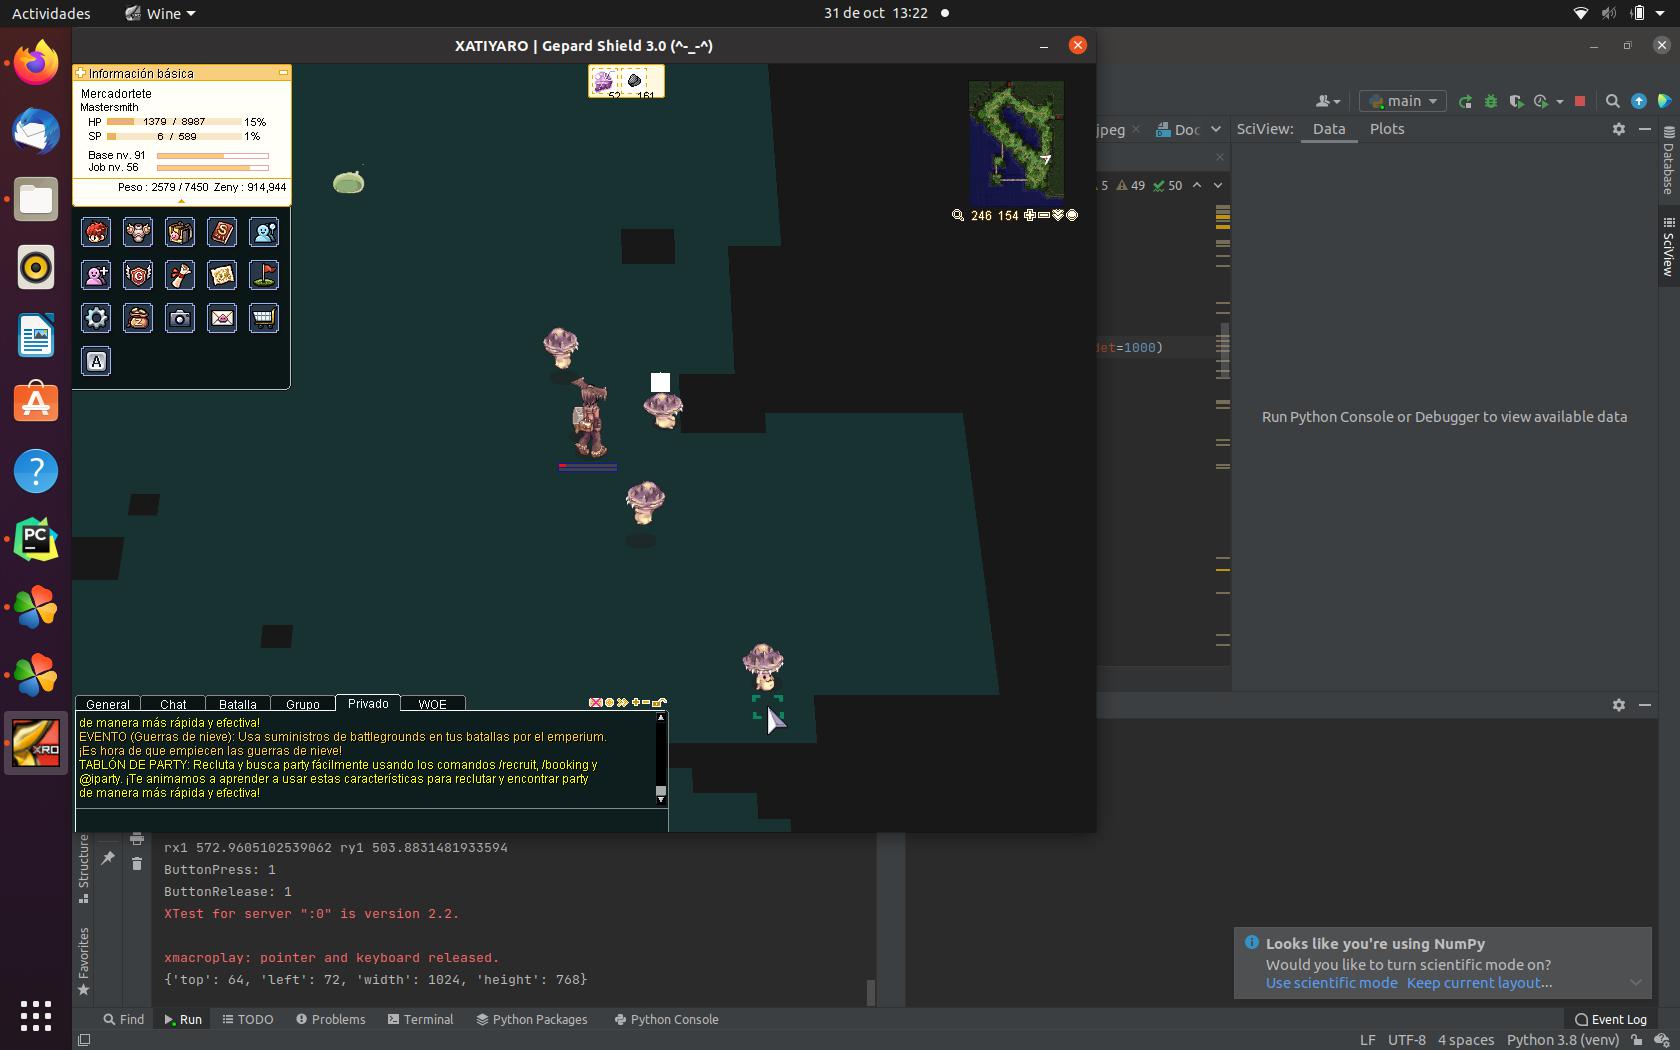 Actividades
Wine
31 de oct 13:22
XATIYARO | Gepard Shield 3.0 (^-_-^)
Información básica
Mercadortete
Mastersmith
HP 1379 / 8987 15%
SP 6 / 589 1%
Base nv. 91
Job nv. 56
Peso : 2579 / 7450 Zeny : 914,944
52 161
246 154
main
jpeg
Doc
SciView: Data Plots
5 49 50
Database
SciView
det=1000)
Run Python Console or Debugger to view available data
General Chat Batalla Grupo Privado WOE
de manera más rápida y efectiva!
EVENTO (Guerras de nieve): Usa suministros de battlegrounds en tus batallas por el emperium.
¡Es hora de que empiecen las guerras de nieve!
TABLÓN DE PARTY: Recluta y busca party fácilmente usando los comandos /recruit, /booking y
@iparty. ¡Te animamos a aprender a usar estas características para reclutar y encontrar party
de manera más rápida y efectiva!
Structure
Favorites
rx1 572.9605102539062 ry1 503.8831481933594
ButtonPress: 1
ButtonRelease: 1
XTest for server ":0" is version 2.2.
xmacroplay: pointer and keyboard released.
{'top': 64, 'left': 72, 'width': 1024, 'height': 768}
Looks like you're using NumPy
Would you like to turn scientific mode on?
Use scientific mode Keep current layout...
Find Run TODO Problems Terminal Python Packages Python Console Event Log
LF UTF-8 4 spaces Python 3.8 (venv)
A
PC
XRO